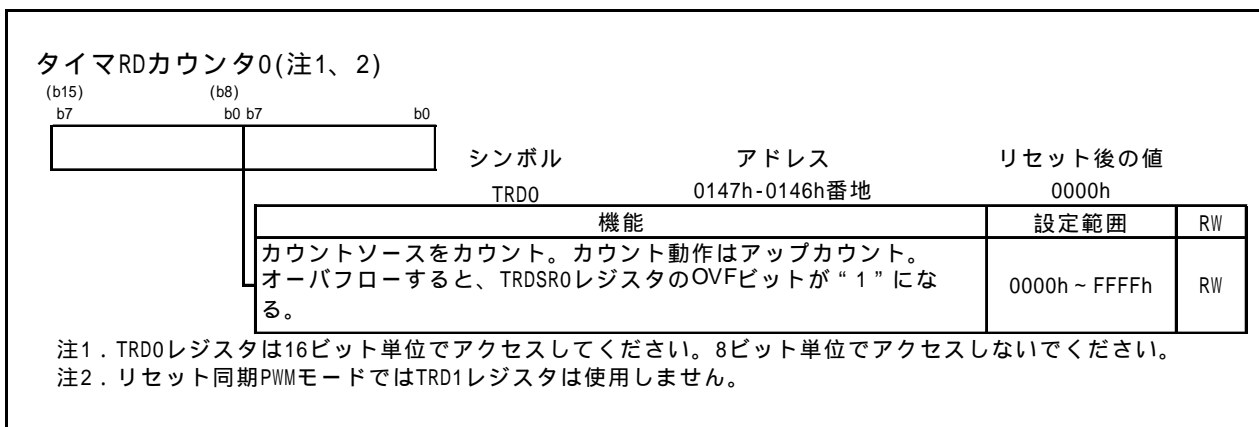 タイマRDカウンタ0(注1、2)
(b15) (b8)
b7 b0 b7 b0
シンボル アドレス リセット後の値
TRD0 0147h-0146h番地 0000h
機能 設定範囲 RW
カウントソースをカウント。カウント動作はアップカウント。
オーバフローすると、TRDSR0レジスタのOVFビットが“1”にな
る。
0000h~FFFFh RW
注1.TRD0レジスタは16ビット単位でアクセスしてください。8ビット単位でアクセスしないでください。
注2.リセット同期PWMモードではTRD1レジスタは使用しません。